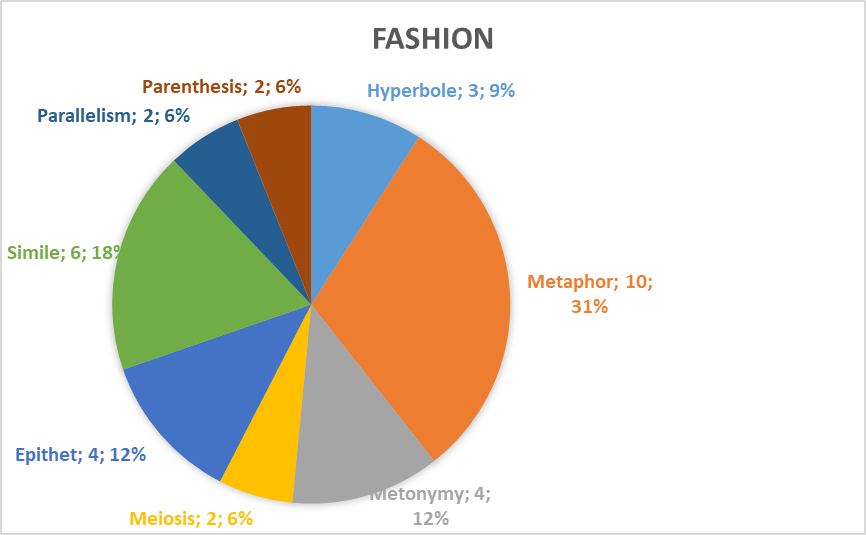 FASHION
Parenthesis; 2; 6%
Hyperbole; 3; 9%
Parallelism; 2; 6%
Simile; 6; 18%
Metaphor; 10;
31%
Epithet; 4; 12%
Metonymy; 4;
12%
Meiosis; 2; 6%